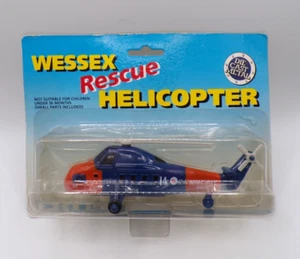 WESSEX
Rescue
HELICOPTER
NOT SUITABLE FOR CHILDREN
UNDER 36 MONTHS
SMALL PARTS INCLUDED
DIE
CAST
METAL
14